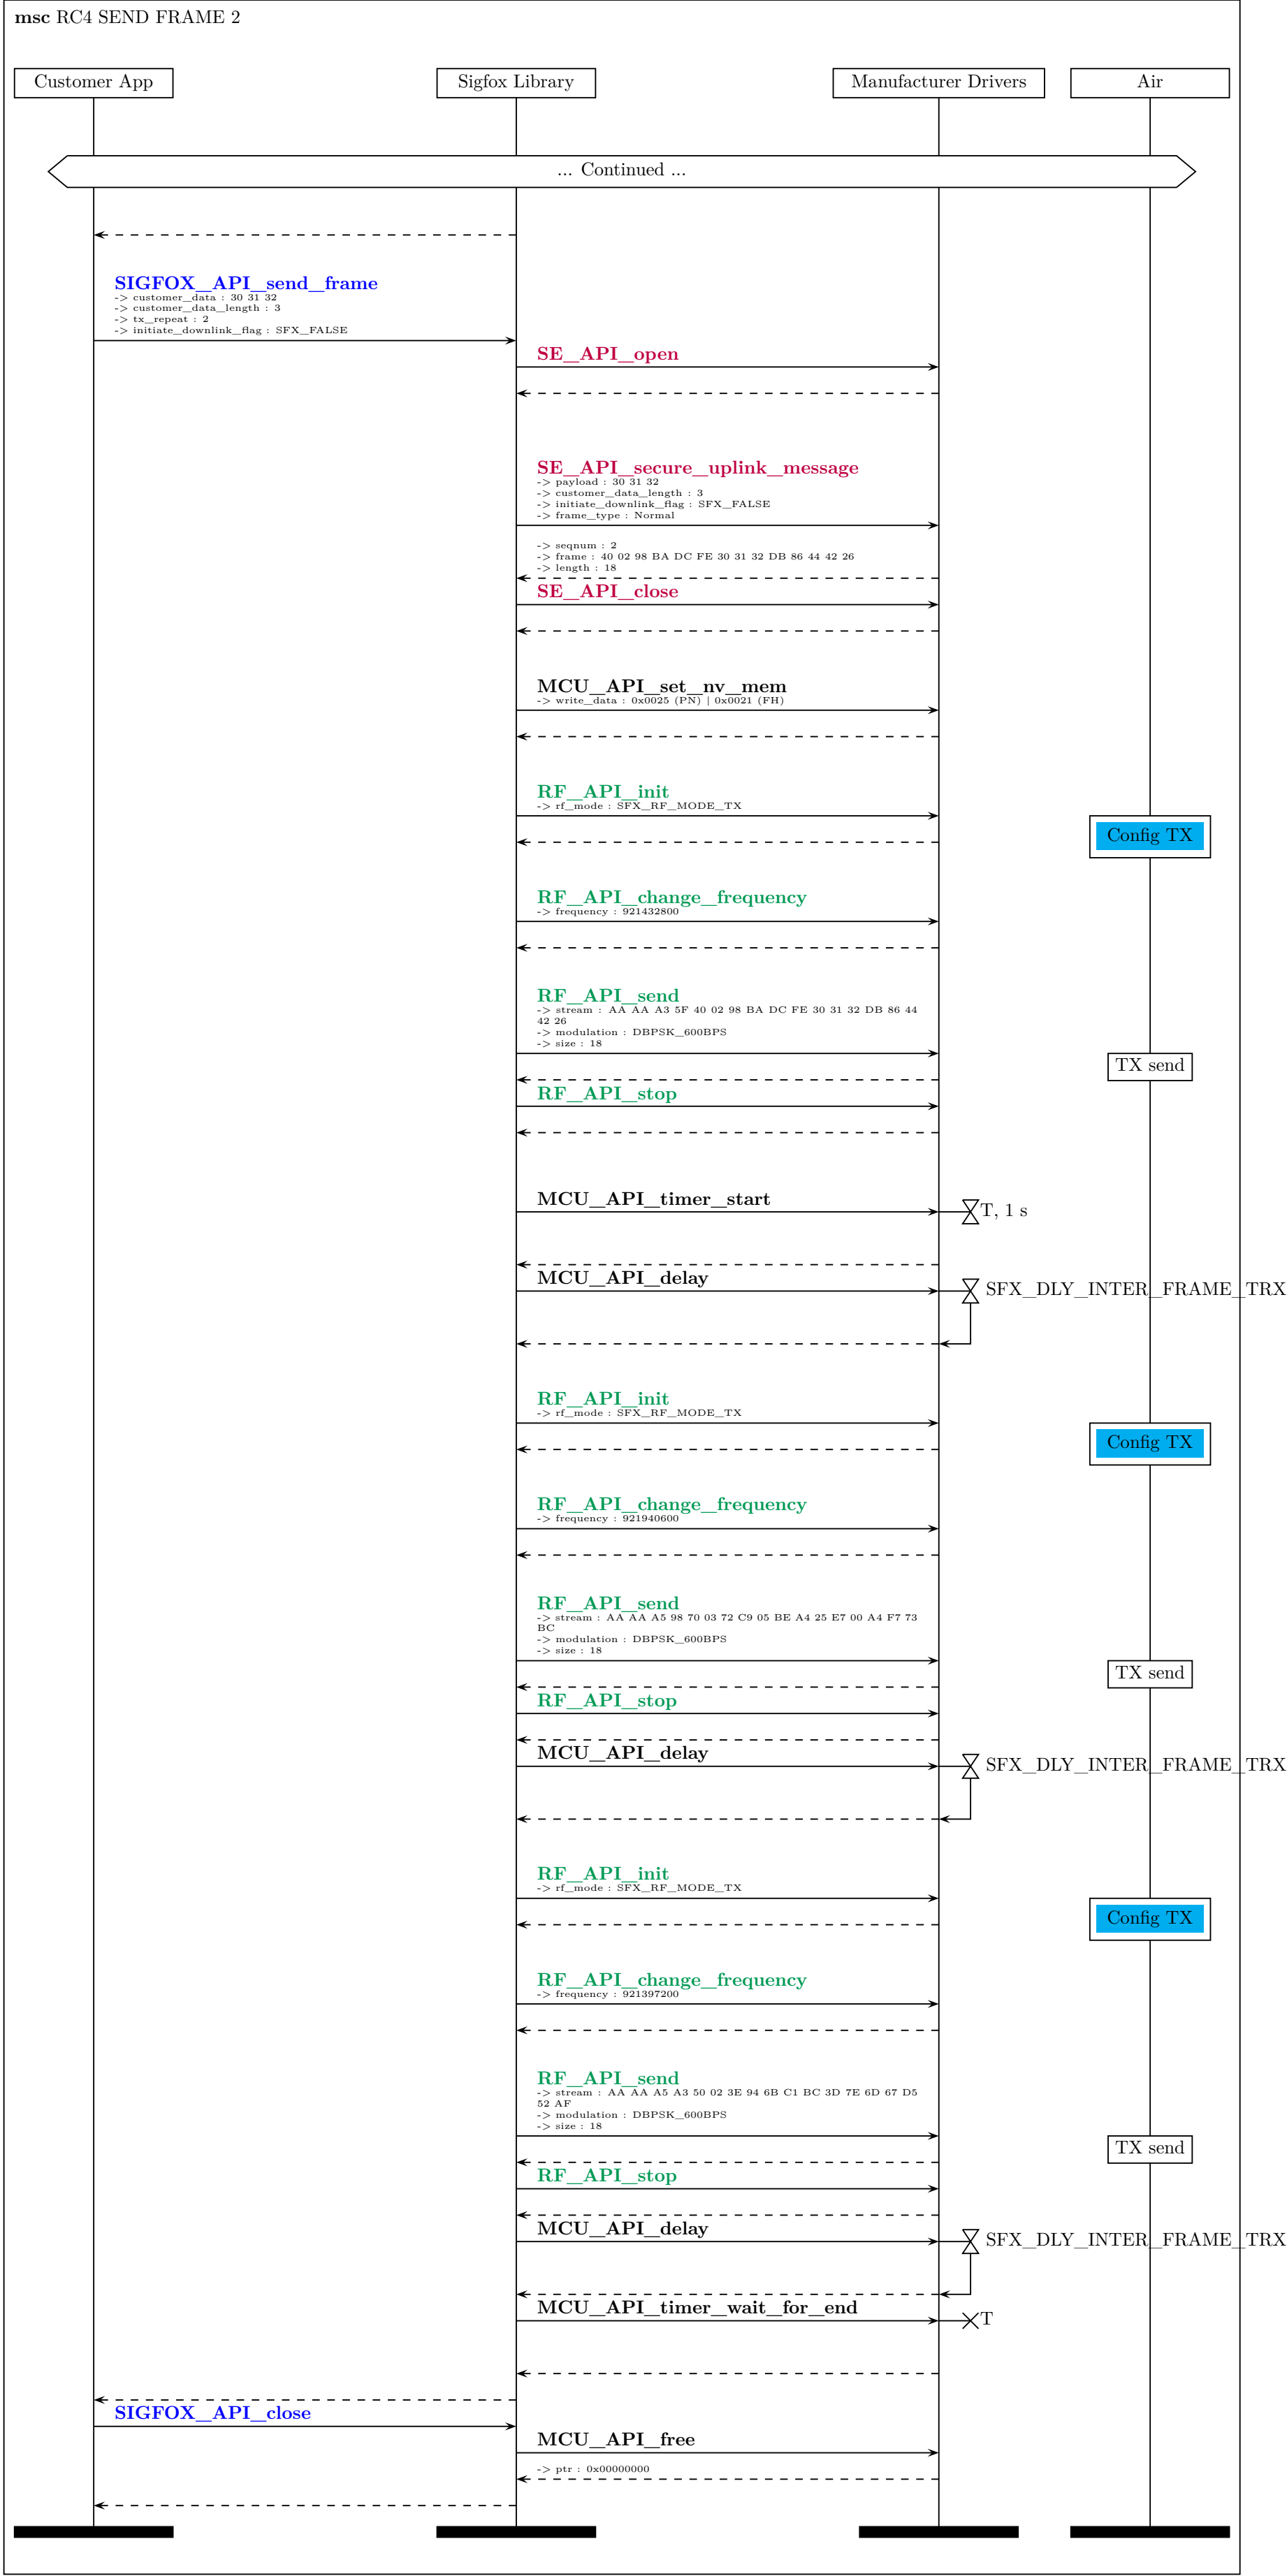 msc RC4 SEND FRAME 2
Customer App
Sigfox Library
Manufacturer Drivers
Air
... Continued ...
SIGFOX_API_send_frame
-> customer_data : 30 31 32
-> customer_data_length : 3
-> tx_repeat : 2
-> initiate_downlink_flag : SFX_FALSE
SE_API_open
SE_API_secure_uplink_message
-> payload : 30 31 32
-> customer_data_length : 3
-> initiate_downlink_flag : SFX_FALSE
-> frame_type : Normal
-> seqnum : 2
-> frame : 40 02 98 BA DC FE 30 31 32 DB 86 44 42 26
-> length : 18
SE_API_close
MCU_API_set_nv_mem
-> write_data : 0x0025 (PN) | 0x0021 (FH)
RF_API_init
-> rf_mode : SFX_RF_MODE_TX
Config TX
RF_API_change_frequency
-> frequency : 921432800
RF_API_send
-> stream : AA AA A3 5F 40 02 98 BA DC FE 30 31 32 DB 86 44
42 26
-> modulation : DBPSK_600BPS
-> size : 18
TX send
RF_API_stop
MCU_API_timer_start
T, 1 s
MCU_API_delay
SFX_DLY_INTER_FRAME_TRX
RF_API_init
-> rf_mode : SFX_RF_MODE_TX
Config TX
RF_API_change_frequency
-> frequency : 921940600
RF_API_send
-> stream : AA AA A5 98 70 03 72 C9 05 BE A4 25 E7 00 A4 F7 73
BC
-> modulation : DBPSK_600BPS
-> size : 18
TX send
RF_API_stop
MCU_API_delay
SFX_DLY_INTER_FRAME_TRX
RF_API_init
-> rf_mode : SFX_RF_MODE_TX
Config TX
RF_API_change_frequency
-> frequency : 921397200
RF_API_send
-> stream : AA AA A5 A3 50 02 3E 94 6B C1 BC 3D 7E 6D 67 D5
52 AF
-> modulation : DBPSK_600BPS
-> size : 18
TX send
RF_API_stop
MCU_API_delay
SFX_DLY_INTER_FRAME_TRX
MCU_API_timer_wait_for_end
T
SIGFOX_API_close
MCU_API_free
-> ptr : 0x00000000